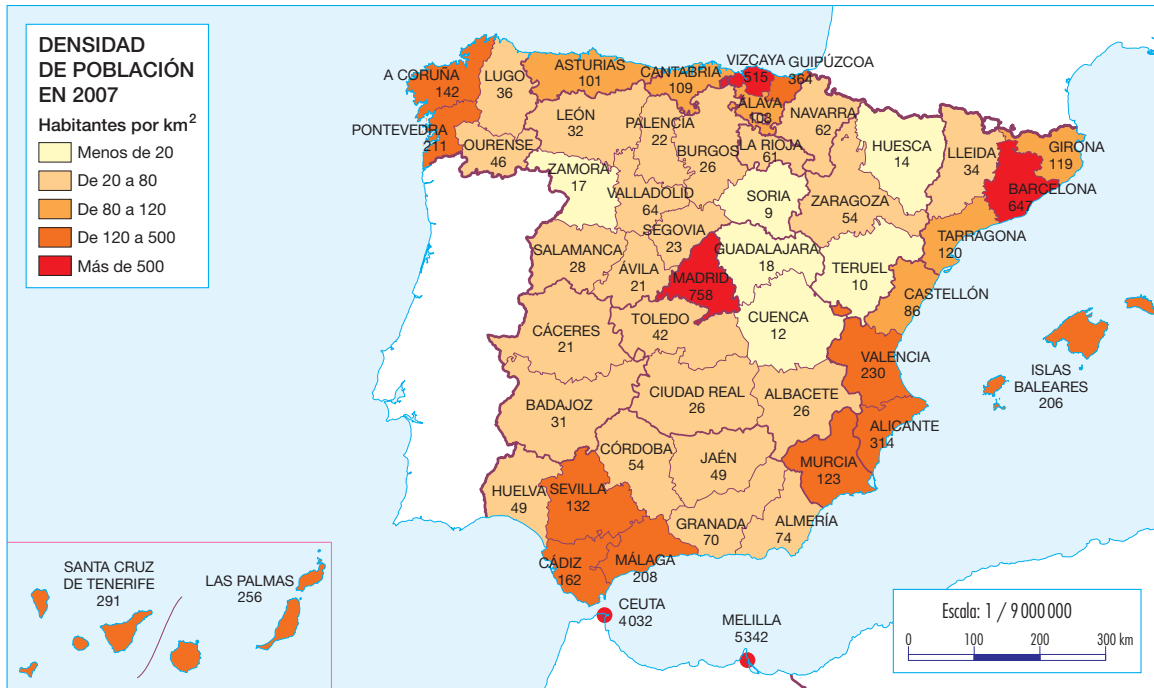 DENSIDAD
DE POBLACIÓN
EN 2007
Habitantes por km²
Menos de 20
De 20 a 80
De 80 a 120
De 120 a 500
Más de 500
A CORUÑA
142
LUGO
36
ASTURIAS
101
CANTABRIA
109
VIZCAYA
515
GUIPÚZCOA
364
PONTEVEDRA
211
OURENSE
46
LEÓN
32
PALENCIA
22
BURGOS
26
ÁLAVA
103
LA RIOJA
61
NAVARRA
62
HUESCA
14
LLEIDA
34
GIRONA
119
BARCELONA
647
ZAMORA
17
VALLADOLID
64
SORIA
9
ZARAGOZA
54
TARRAGONA
120
SEGOVIA
23
GUADALAJARA
18
TERUEL
10
SALAMANCA
28
ÁVILA
21
MADRID
758
CASTELLÓN
86
CÁCERES
21
TOLEDO
42
CUENCA
12
VALENCIA
230
ISLAS
BALEARES
206
BADAJOZ
31
CIUDAD REAL
26
ALBACETE
26
ALICANTE
314
CÓRDOBA
54
JAÉN
49
MURCIA
123
HUELVA
49
SEVILLA
132
GRANADA
70
ALMERÍA
74
CÁDIZ
162
MÁLAGA
208
SANTA CRUZ
DE TENERIFE
291
LAS PALMAS
256
CEUTA
4 032
MELILLA
5342
Escala: 1 / 9 000 000
0 100 200 300 km